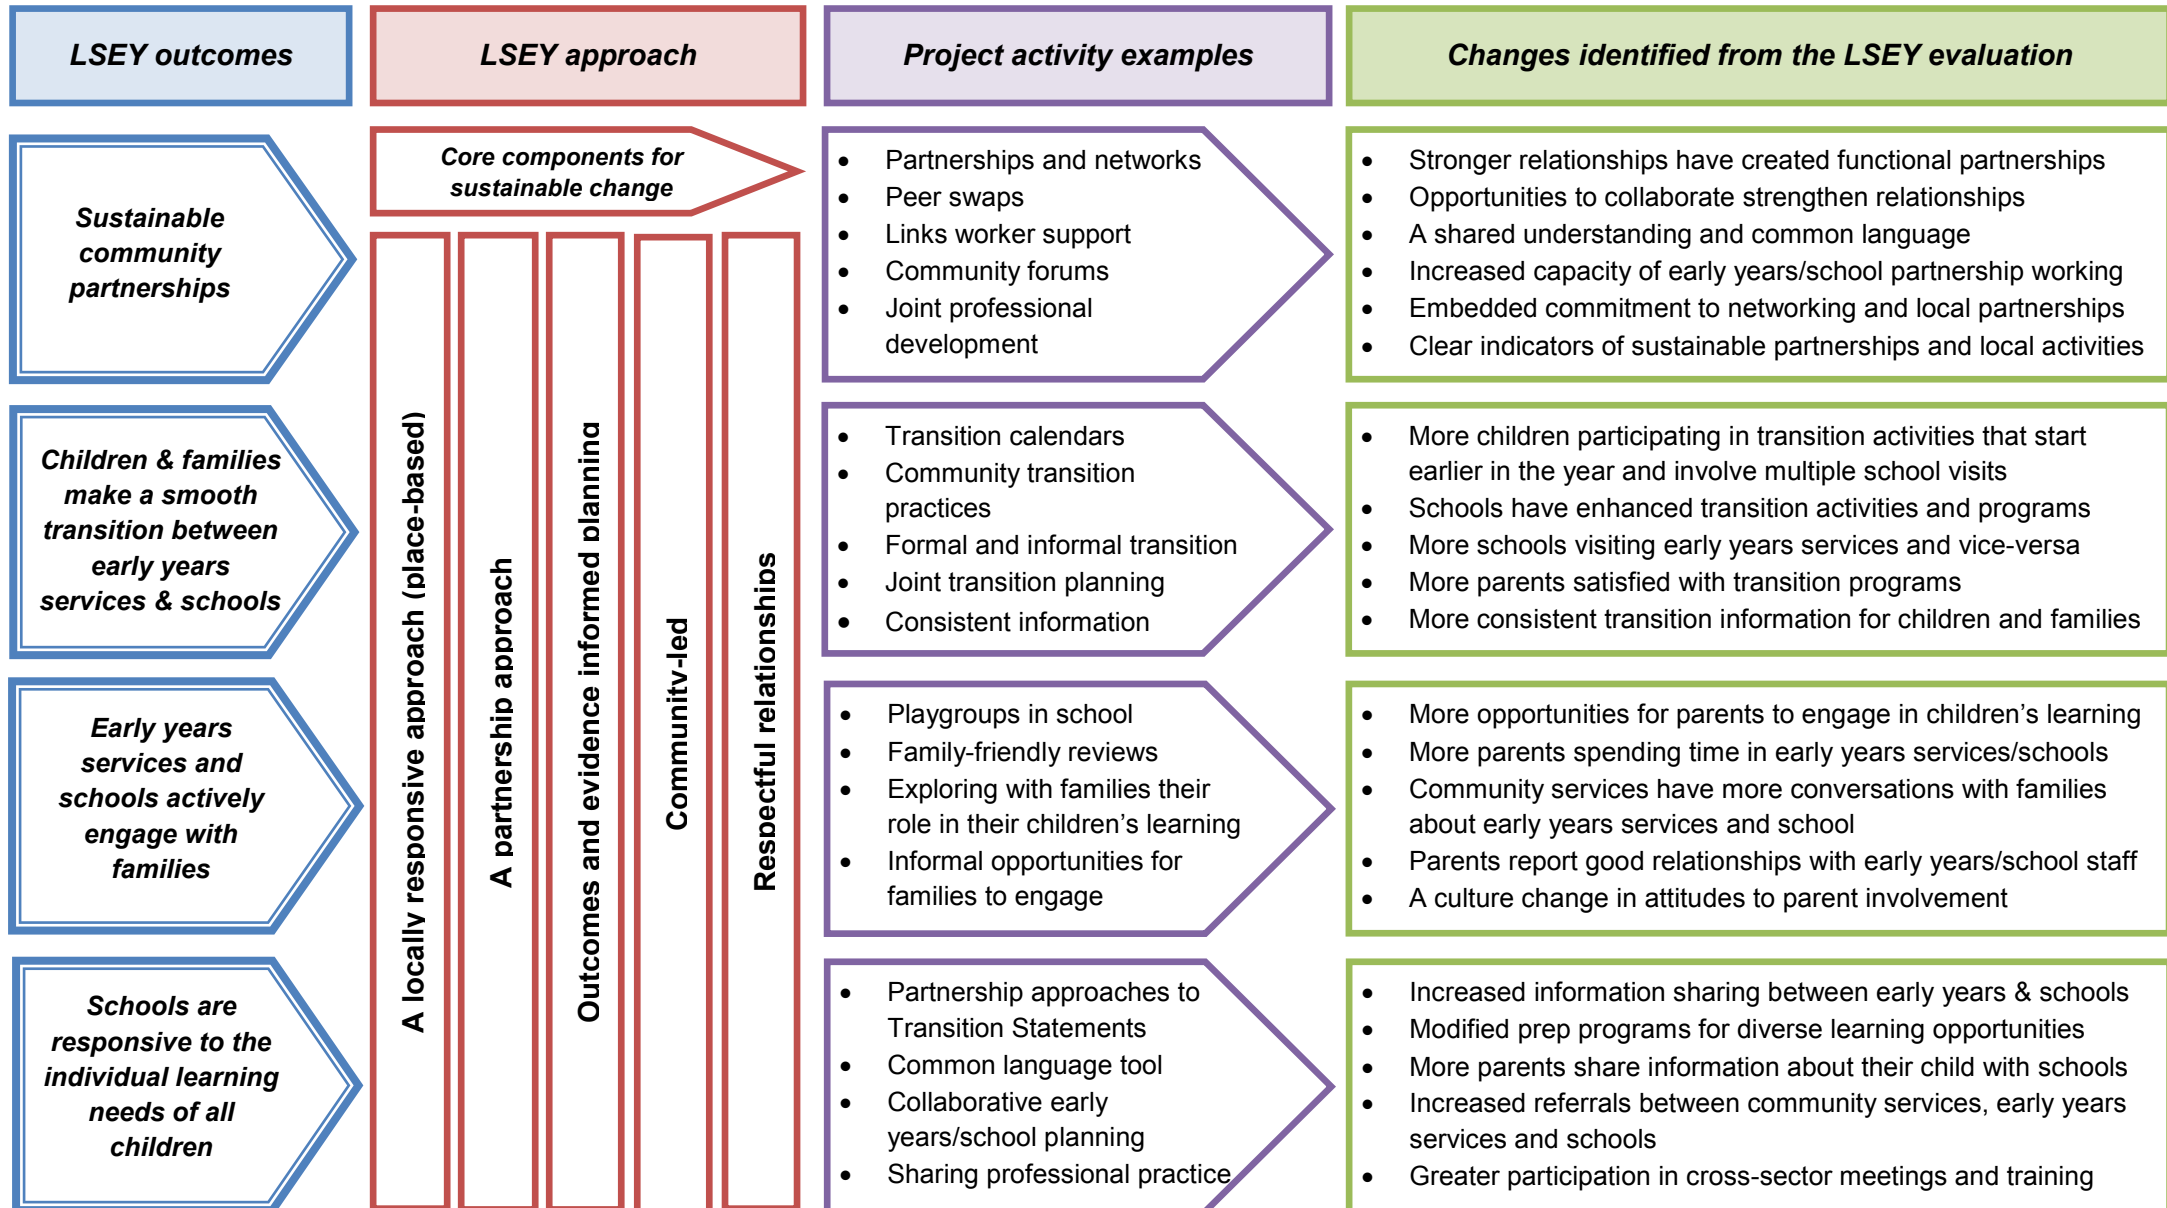 LSEY outcomes
LSEY approach
Project activity examples
Changes identified from the LSEY evaluation
Sustainable
community
partnerships
Core components for
sustainable change
A locally responsive approach (place-based)
A partnership approach
Outcomes and evidence informed planning
Community-led
Respectful relationships
• Partnerships and networks
• Peer swaps
• Links worker support
• Community forums
• Joint professional
development
• Stronger relationships have created functional partnerships
• Opportunities to collaborate strengthen relationships
• A shared understanding and common language
• Increased capacity of early years/school partnership working
• Embedded commitment to networking and local partnerships
• Clear indicators of sustainable partnerships and local activities
Children & families
make a smooth
transition between
early years
services & schools
• Transition calendars
• Community transition
practices
• Formal and informal transition
• Joint transition planning
• Consistent information
• More children participating in transition activities that start
earlier in the year and involve multiple school visits
• Schools have enhanced transition activities and programs
• More schools visiting early years services and vice-versa
• More parents satisfied with transition programs
• More consistent transition information for children and families
Early years
services and
schools actively
engage with
families
• Playgroups in school
• Family-friendly reviews
• Exploring with families their
role in their children’s learning
• Informal opportunities for
families to engage
• More opportunities for parents to engage in children’s learning
• More parents spending time in early years services/schools
• Community services have more conversations with families
about early years services and school
• Parents report good relationships with early years/school staff
• A culture change in attitudes to parent involvement
Schools are
responsive to the
individual learning
needs of all
children
• Partnership approaches to
Transition Statements
• Common language tool
• Collaborative early
years/school planning
• Sharing professional practice
• Increased information sharing between early years & schools
• Modified prep programs for diverse learning opportunities
• More parents share information about their child with schools
• Increased referrals between community services, early years
services and schools
• Greater participation in cross-sector meetings and training